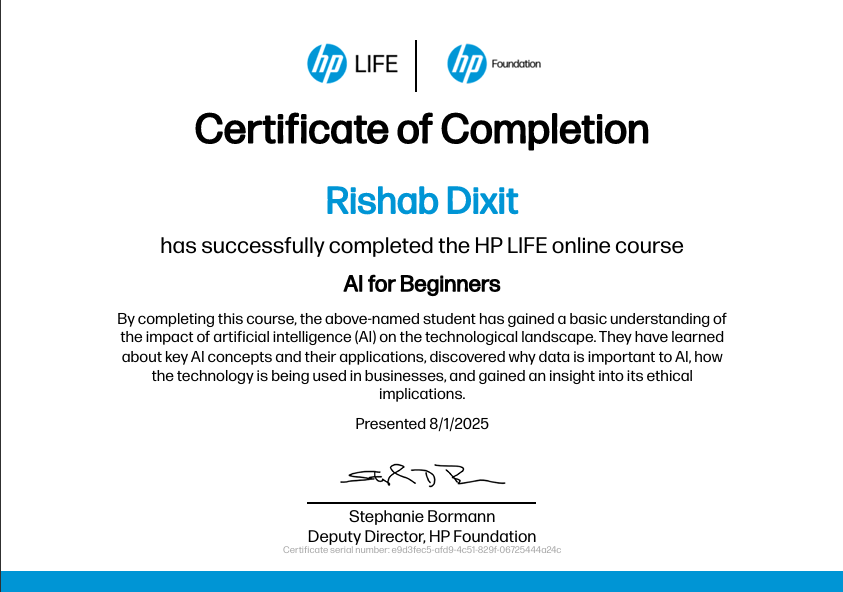 hp LIFE hp Foundation
Certificate of Completion
Rishab Dixit
has successfully completed the HP LIFE online course
AI for Beginners
By completing this course, the above-named student has gained a basic understanding of
the impact of artificial intelligence (AI) on the technological landscape. They have learned
about key AI concepts and their applications, discovered why data is important to AI, how
the technology is being used in businesses, and gained an insight into its ethical
implications.
Presented 8/1/2025
Stephanie Bormann
Deputy Director, HP Foundation
Certificate serial number: e9d3fec5-afd9-4c51-829f-06725444a24c